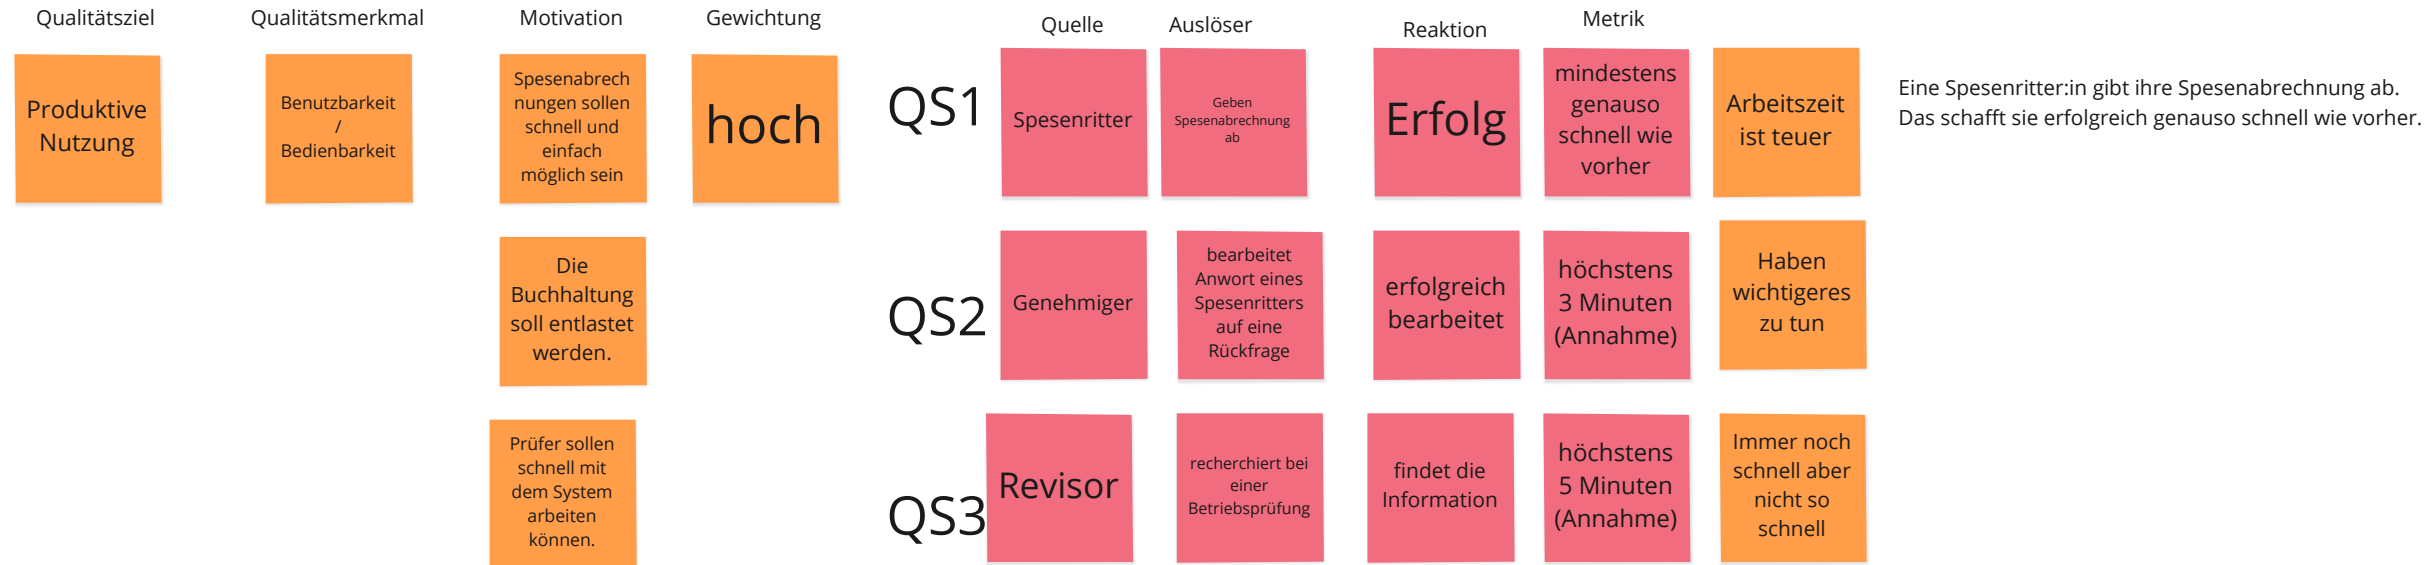 Qualitätsziel
Qualitätsmerkmal
Motivation
Gewichtung
Quelle
Auslöser
Reaktion
Metrik
Produktive
Nutzung
Benutzbarkeit
/
Bedienbarkeit
Spesenabrech
nungen sollen
schnell und
einfach
möglich sein
hoch
QS1
Spesenritter
Geben
Spesenabrechnung
ab
Erfolg
mindestens
genauso
schnell wie
vorher
Arbeitszeit
ist teuer
Eine Spesenritter:in gibt ihre Spesenabrechnung ab.
Das schafft sie erfolgreich genauso schnell wie vorher.
Die
Buchhaltung
soll entlastet
werden.
QS2
Genehmiger
bearbeitet
Anwort eines
Spesenritters
auf eine
Rückfrage
erfolgreich
bearbeitet
höchstens
3 Minuten
(Annahme)
Haben
wichtigeres
zu tun
Prüfer sollen
schnell mit
dem System
arbeiten
können.
QS3
Revisor
recherchiert bei
einer
Betriebsprüfung
findet die
Information
höchstens
5 Minuten
(Annahme)
Immer noch
schnell aber
nicht so
schnell